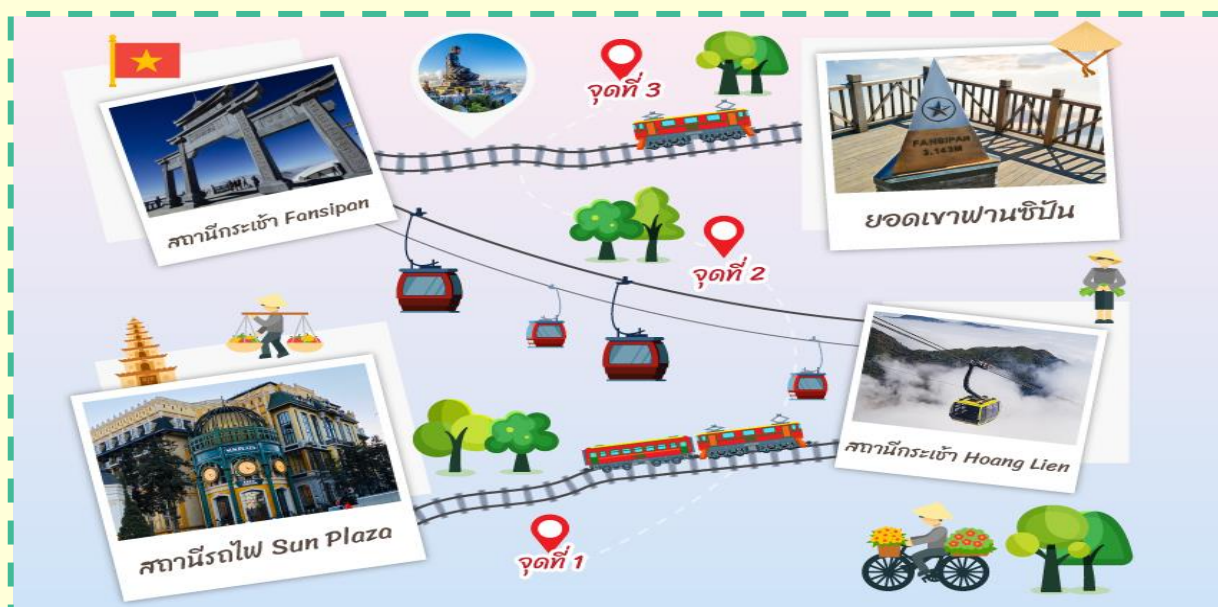 จุดที่ 3
FANSIPAN
3.143M
สถานีกระเช้า Fansipan
ยอดเขาฟานซิปัน
จุดที่ 2
สถานีกระเช้า Hoang Lien
สถานีรถไฟ Sun Plaza
จุดที่ 1